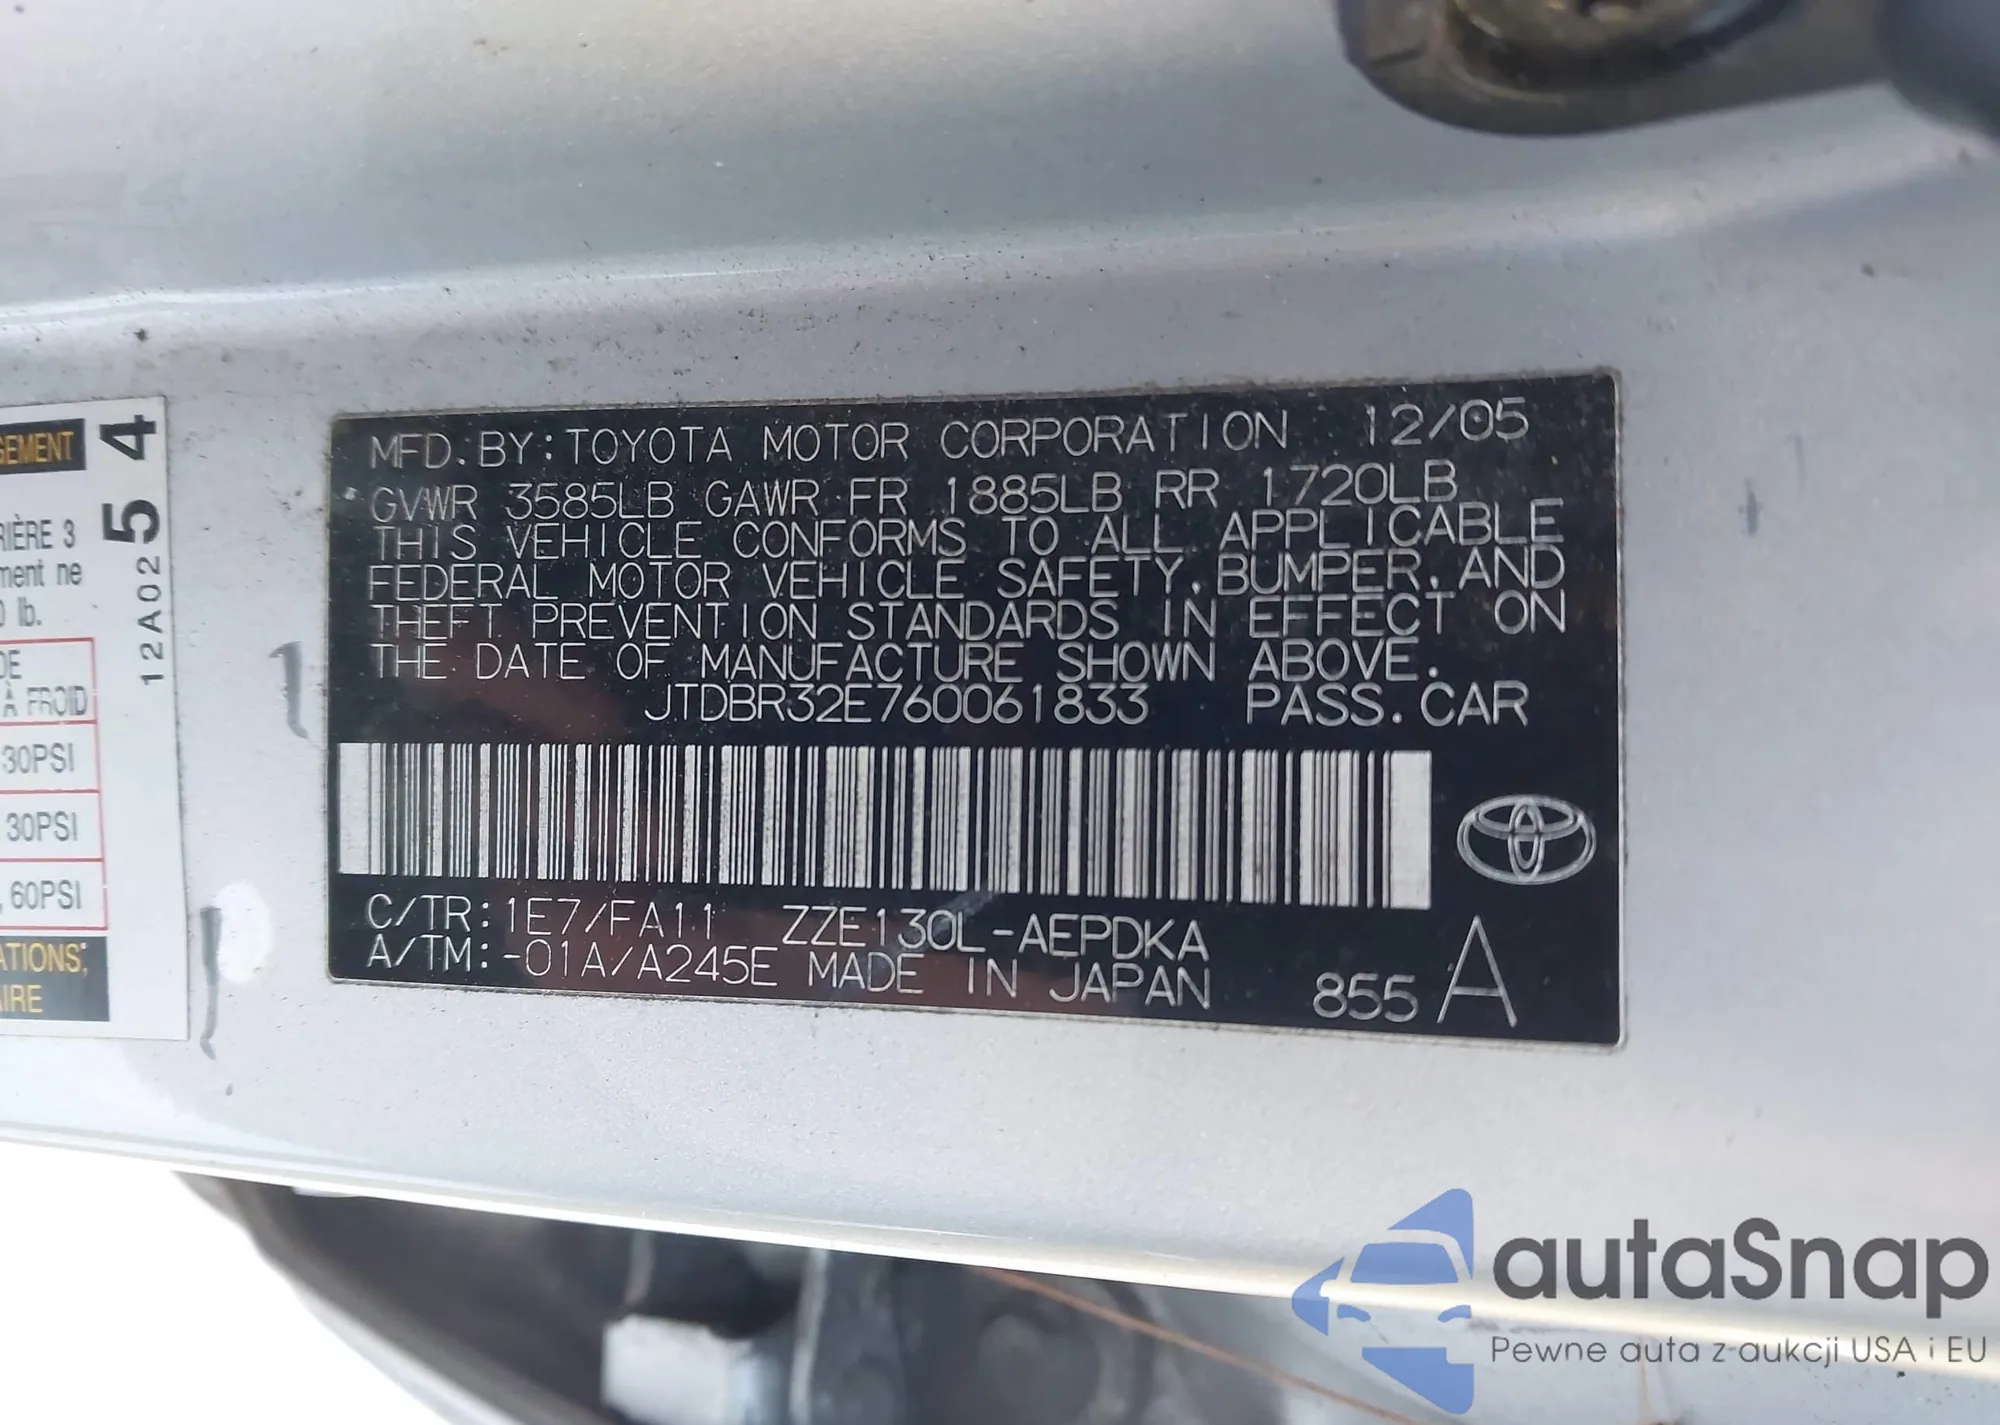 MFD. BY: TOYOTA MOTOR CORPORATION 12/05
GVWR 3585LB GAWR FR 1885LB RR 1720LB
THIS VEHICLE CONFORMS TO ALL APPLICABLE
FEDERAL MOTOR VEHICLE SAFETY, BUMPER, AND
THEFT PREVENTION STANDARDS IN EFFECT ON
THE DATE OF MANUFACTURE SHOWN ABOVE.
JTDBR32E760061833 PASS. CAR
C/TR: 1E7/FA11 ZZE130L-AEPDKA
A/TM: -01A/A245E MADE IN JAPAN
855 A
GEMENT
RIÈRE 3
ment ne
0 lb.
DE
À FROID
30PSI
30PSI
60PSI
ATIONS;
AIRE
12A02 5 4
autaSnap
Pewne auta z aukcji USA i EU